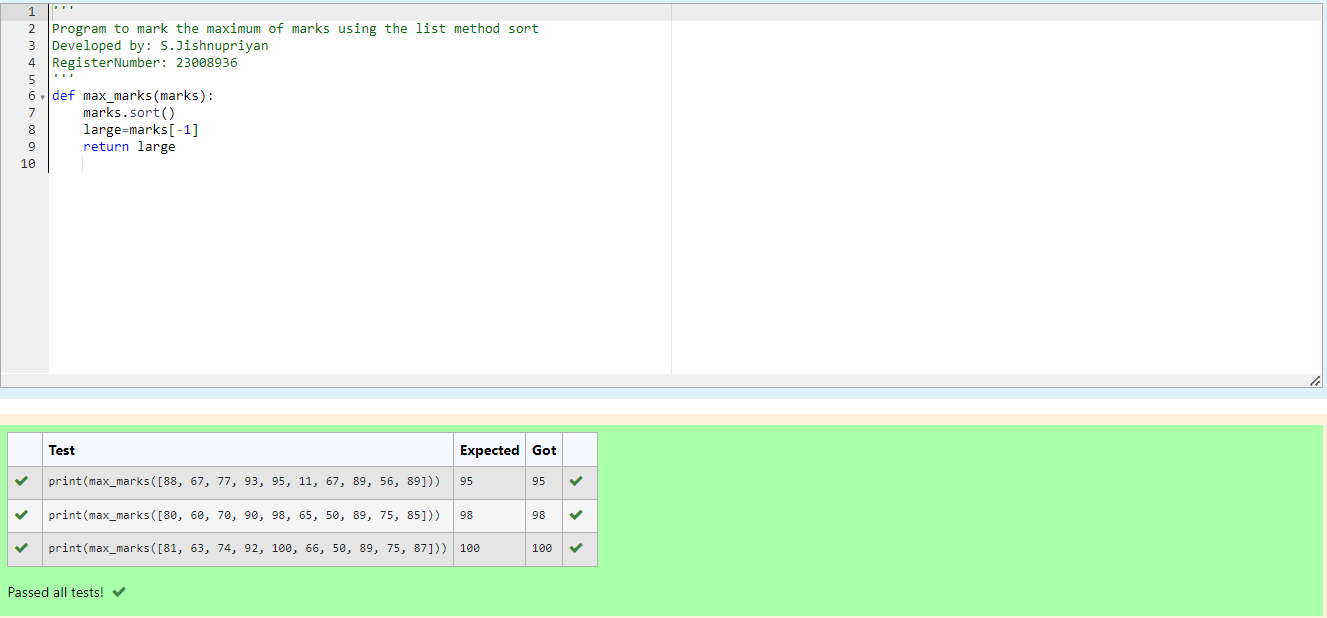 1 '''
2 Program to mark the maximum of marks using the list method sort
3 Developed by: S.Jishnupriyan
4 RegisterNumber: 23008936
5 '''
6 def max_marks(marks):
7     marks.sort()
8     large=marks[-1]
9     return large
10
Test Expected Got
print(max_marks([88, 67, 77, 93, 95, 11, 67, 89, 56, 89])) 95 95
print(max_marks([80, 60, 70, 90, 98, 65, 50, 89, 75, 85])) 98 98
print(max_marks([81, 63, 74, 92, 100, 66, 50, 89, 75, 87])) 100 100
Passed all tests!